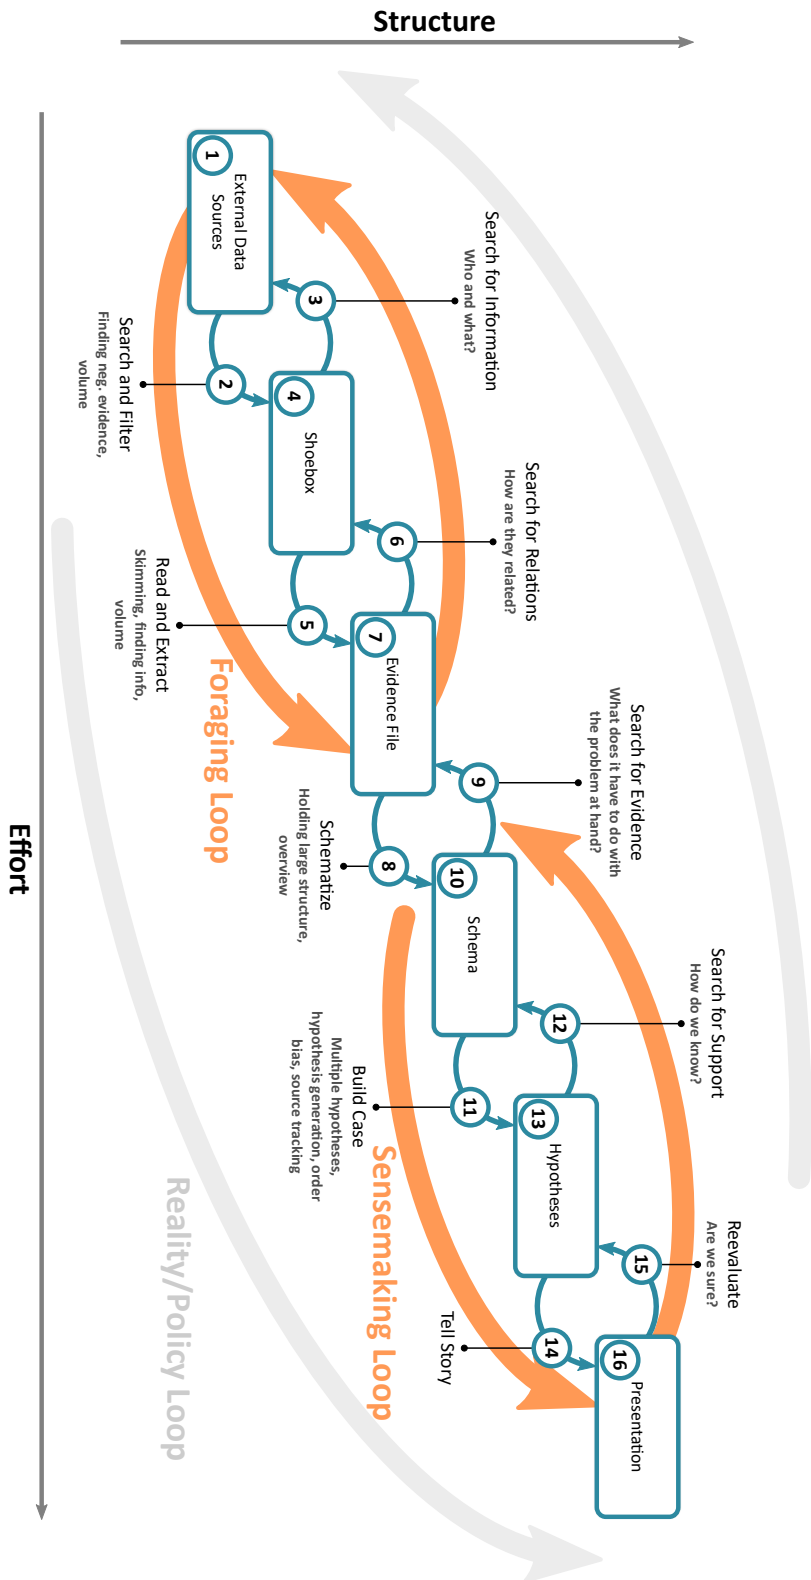 Structure
Effort
1
External Data
Sources
2
Search and Filter
Finding neg. evidence,
volume
3
Search for Information
Who and what?
4
Shoebox
5
Read and Extract
Skimming, finding info,
volume
6
Search for Relations
How are they related?
7
Evidence File
8
Schematize
Holding large structure,
overview
9
Search for Evidence
What does it have to do with
the problem at hand?
10
Schema
11
Build Case
Multiple hypotheses,
hypothesis generation, order
bias, source tracking
12
Search for Support
How do we know?
13
Hypotheses
14
Tell Story
15
Reevaluate
Are we sure?
16
Presentation
Foraging Loop
Sensemaking Loop
Reality/Policy Loop